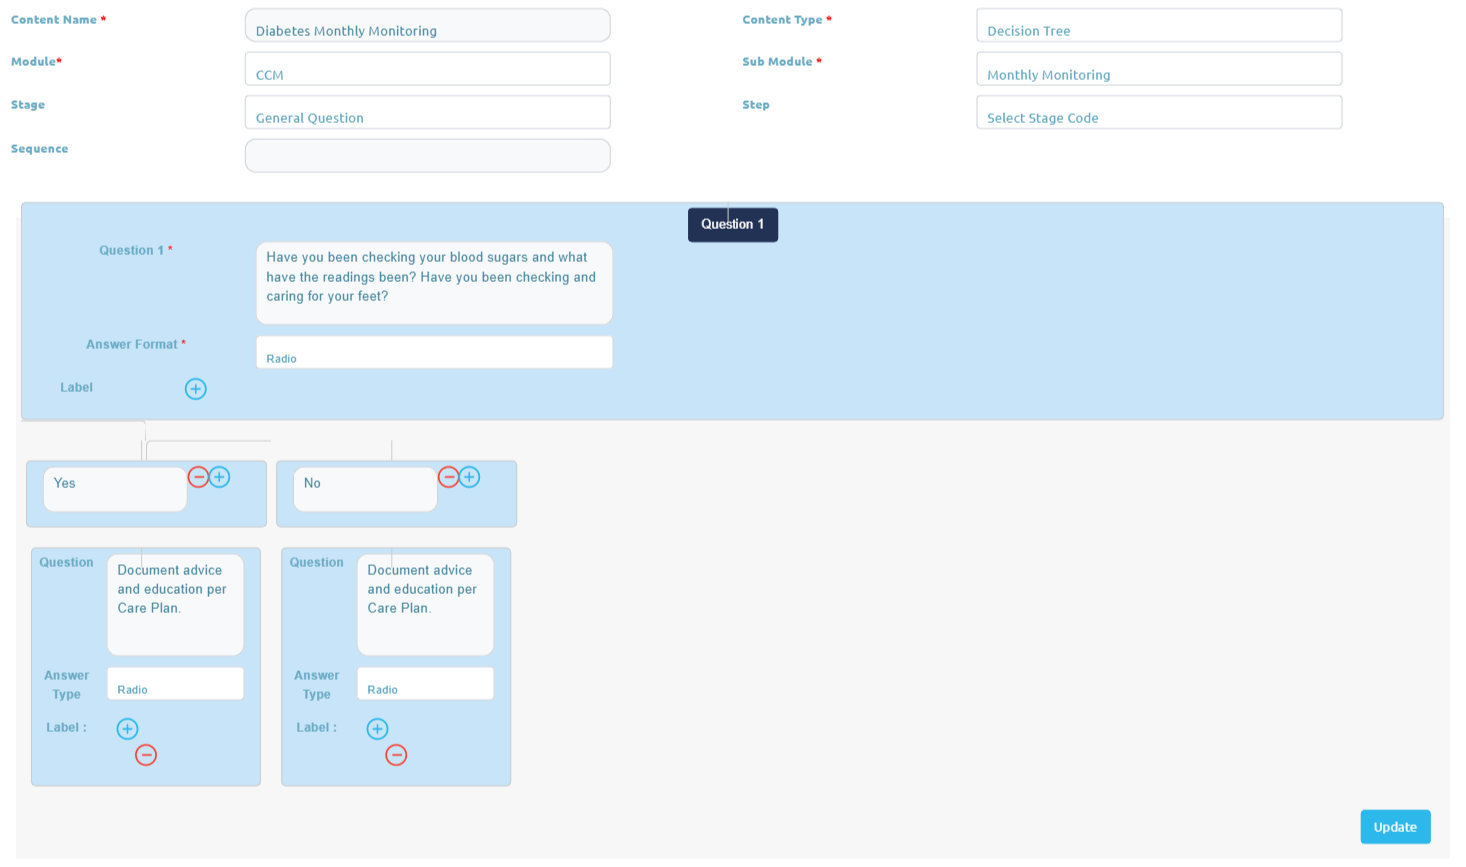 Content Name *
Diabetes Monthly Monitoring
Content Type *
Decision Tree
Module*
CCM
Sub Module *
Monthly Monitoring
Stage
General Question
Step
Select Stage Code
Sequence
Question 1
Question 1 *
Have you been checking your blood sugars and what
have the readings been? Have you been checking and
caring for your feet?
Answer Format *
Radio
Label
Yes
No
Question
Document advice
and education per
Care Plan.
Answer
Type
Radio
Label :
Question
Document advice
and education per
Care Plan.
Answer
Type
Radio
Label :
Update